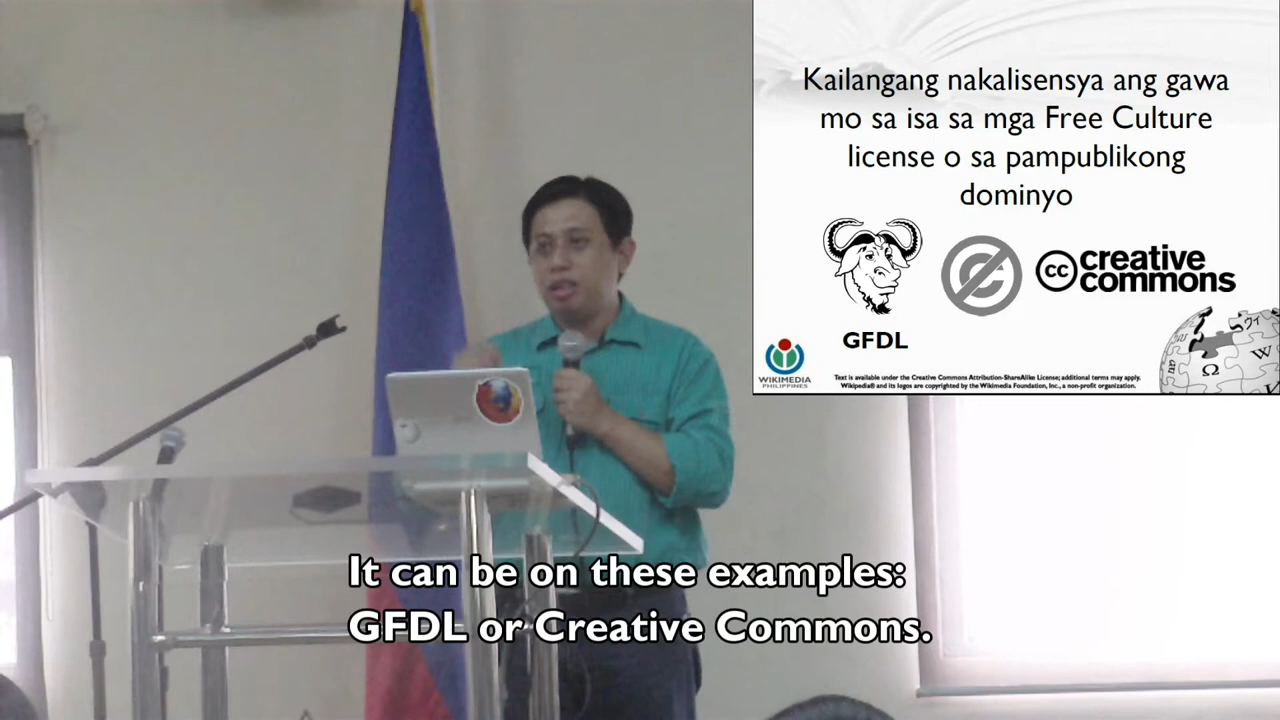 Kailangang nakalisensya ang gawa
mo sa isa sa mga Free Culture
license o sa pampublikong
dominyo
cc creative
commons
GFDL
WIKIMEDIA
PHILIPPINES
Text is available under the Creative Commons Attribution-ShareAlike License; additional terms may apply.
Wikipedia® and its logos are copyrighted by the Wikimedia Foundation, Inc., a non-profit organization.
W
Ω
It can be on these examples:
GFDL or Creative Commons.